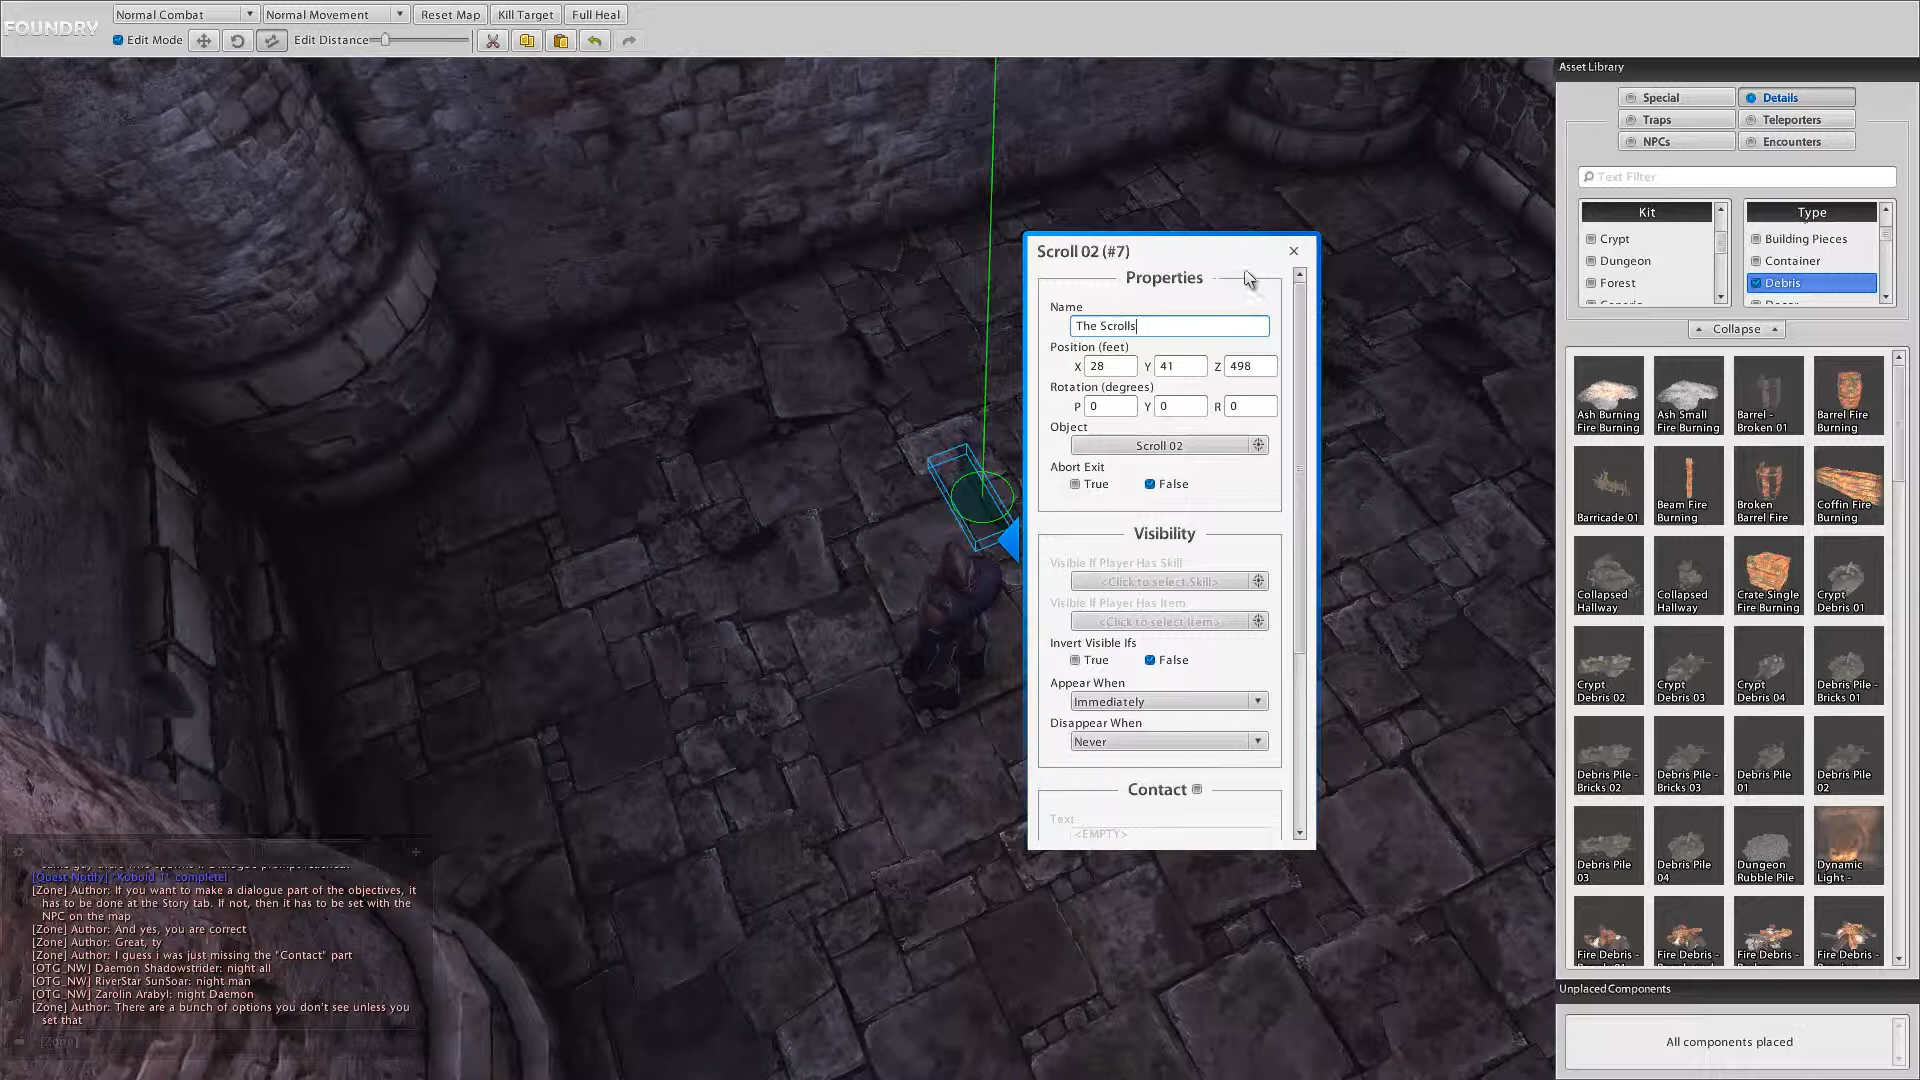 FOUNDRY
Normal Combat
Normal Movement
Reset Map
Kill Target
Full Heal
Edit Mode
Edit Distance
Asset Library
Special
Details
Traps
Teleporters
NPCs
Encounters
Text Filter
Kit
Crypt
Dungeon
Forest
Type
Building Pieces
Container
Debris
Collapse
Ash Burning
Fire Burning
Ash Small
Fire Burning
Barrel -
Broken 01
Barrel Fire
Burning
Barricade 01
Beam Fire
Burning
Broken
Barrel Fire
Coffin Fire
Burning
Collapsed
Hallway
Collapsed
Hallway
Crate Single
Fire Burning
Crypt
Debris 01
Crypt
Debris 02
Crypt
Debris 03
Crypt
Debris 04
Debris Pile -
Bricks 01
Debris Pile -
Bricks 02
Debris Pile -
Bricks 03
Debris Pile
01
Debris Pile
02
Debris Pile
03
Debris Pile
04
Dungeon
Rubble Pile
Dynamic
Light -
Fire Debris -
Fire Debris -
Fire Debris -
Fire Debris -
Unplaced Components
All components placed
Scroll 02 (#7)
Properties
Name
The Scrolls
Position (feet)
X 28 Y 41 Z 498
Rotation (degrees)
P 0 Y 0 R 0
Object
Scroll 02
Abort Exit
True False
Visibility
Visible If Player Has Skill
<Click to select Skill>
Visible If Player Has Item
<Click to select Item>
Invert Visible Ifs
True False
Appear When
Immediately
Disappear When
Never
Contact
Text
<EMPTY>
[Quest Notify] "Kobold 1" complete!
[Zone] Author: If you want to make a dialogue part of the objectives, it
has to be done at the Story tab. If not, then it has to be set with the
NPC on the map
[Zone] Author: And yes, you are correct
[Zone] Author: Great, ty
[Zone] Author: I guess i was just missing the "Contact" part
[OTG_NW] Daemon Shadowstrider: night all
[OTG_NW] RiverStar SunSoar: night man
[OTG_NW] Zarolin Arabyl: night Daemon
[Zone] Author: There are a bunch of options you don't see unless you
set that
[Zone]